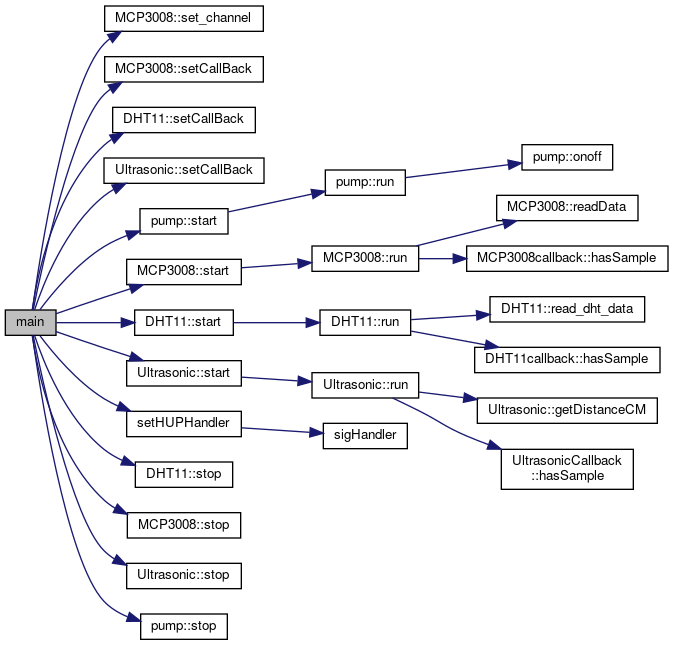 MCP3008::set_channel
MCP3008::setCallBack
DHT11::setCallBack
Ultrasonic::setCallBack
pump::start
pump::run
pump::onoff
MCP3008::start
MCP3008::run
MCP3008::readData
MCP3008callback::hasSample
main
DHT11::start
DHT11::run
DHT11::read_dht_data
DHT11callback::hasSample
Ultrasonic::start
Ultrasonic::run
Ultrasonic::getDistanceCM
UltrasonicCallback
::hasSample
setHUPHandler
sigHandler
DHT11::stop
MCP3008::stop
Ultrasonic::stop
pump::stop